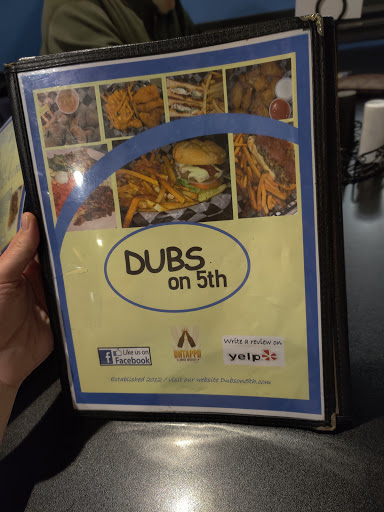 DUBS
on 5th
Like us on
Facebook
UNTAPPD
Write a review on
yelp
Established 2012 / visit our website Dubson5th.com